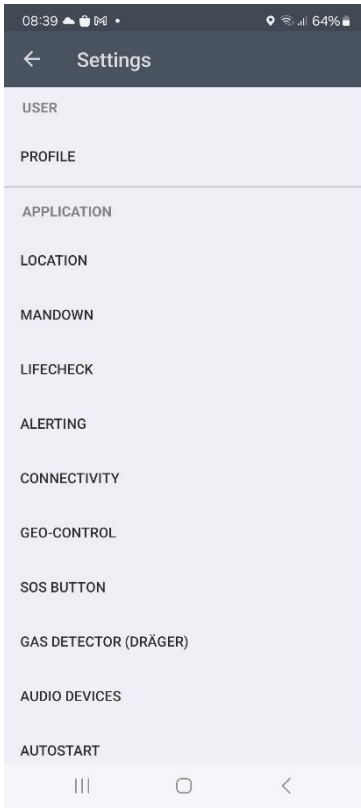 08:39
64%
Settings
USER
PROFILE
APPLICATION
LOCATION
MANDOWN
LIFECHECK
ALERTING
CONNECTIVITY
GEO-CONTROL
SOS BUTTON
GAS DETECTOR (DRÄGER)
AUDIO DEVICES
AUTOSTART